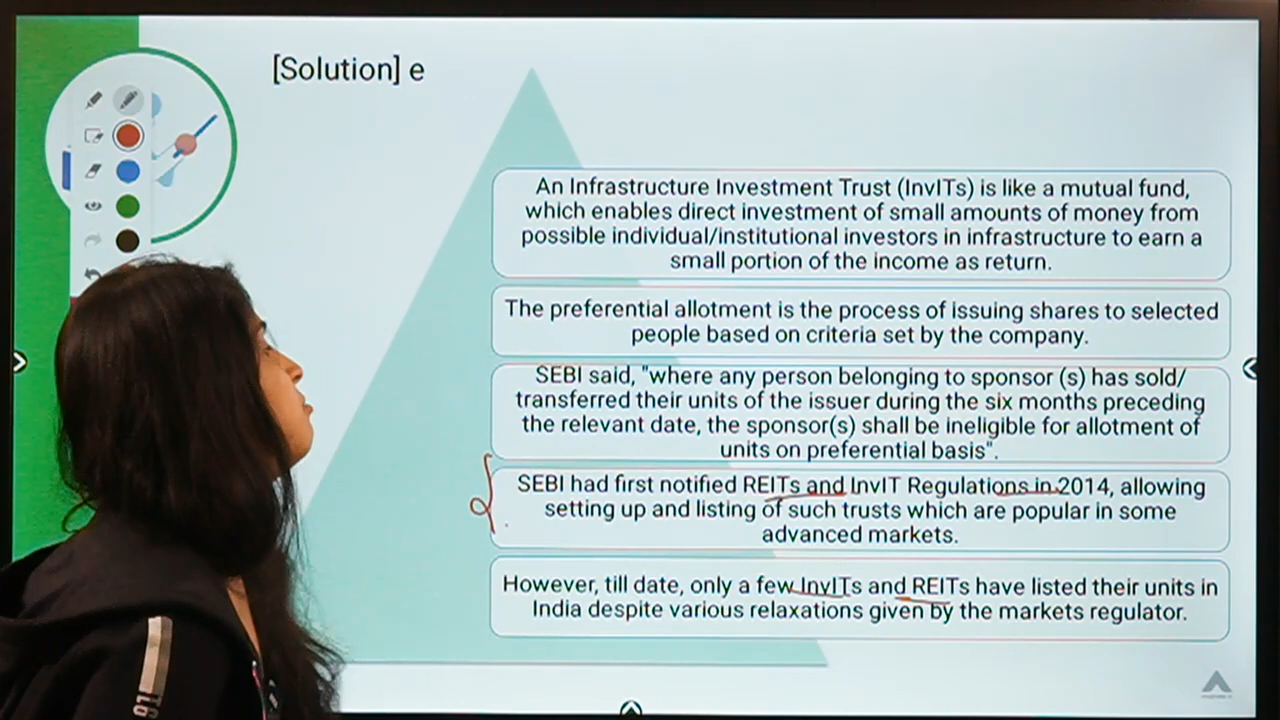 [Solution] e
An Infrastructure Investment Trust (InvITs) is like a mutual fund,
which enables direct investment of small amounts of money from
possible individual/institutional investors in infrastructure to earn a
small portion of the income as return.
The preferential allotment is the process of issuing shares to selected
people based on criteria set by the company.
SEBI said, "where any person belonging to sponsor (s) has sold/
transferred their units of the issuer during the six months preceding
the relevant date, the sponsor(s) shall be ineligible for allotment of
units on preferential basis".
SEBI had first notified REITs and InvIT Regulations in 2014, allowing
setting up and listing of such trusts which are popular in some
advanced markets.
However, till date, only a few InvITs and REITs have listed their units in
India despite various relaxations given by the markets regulator.